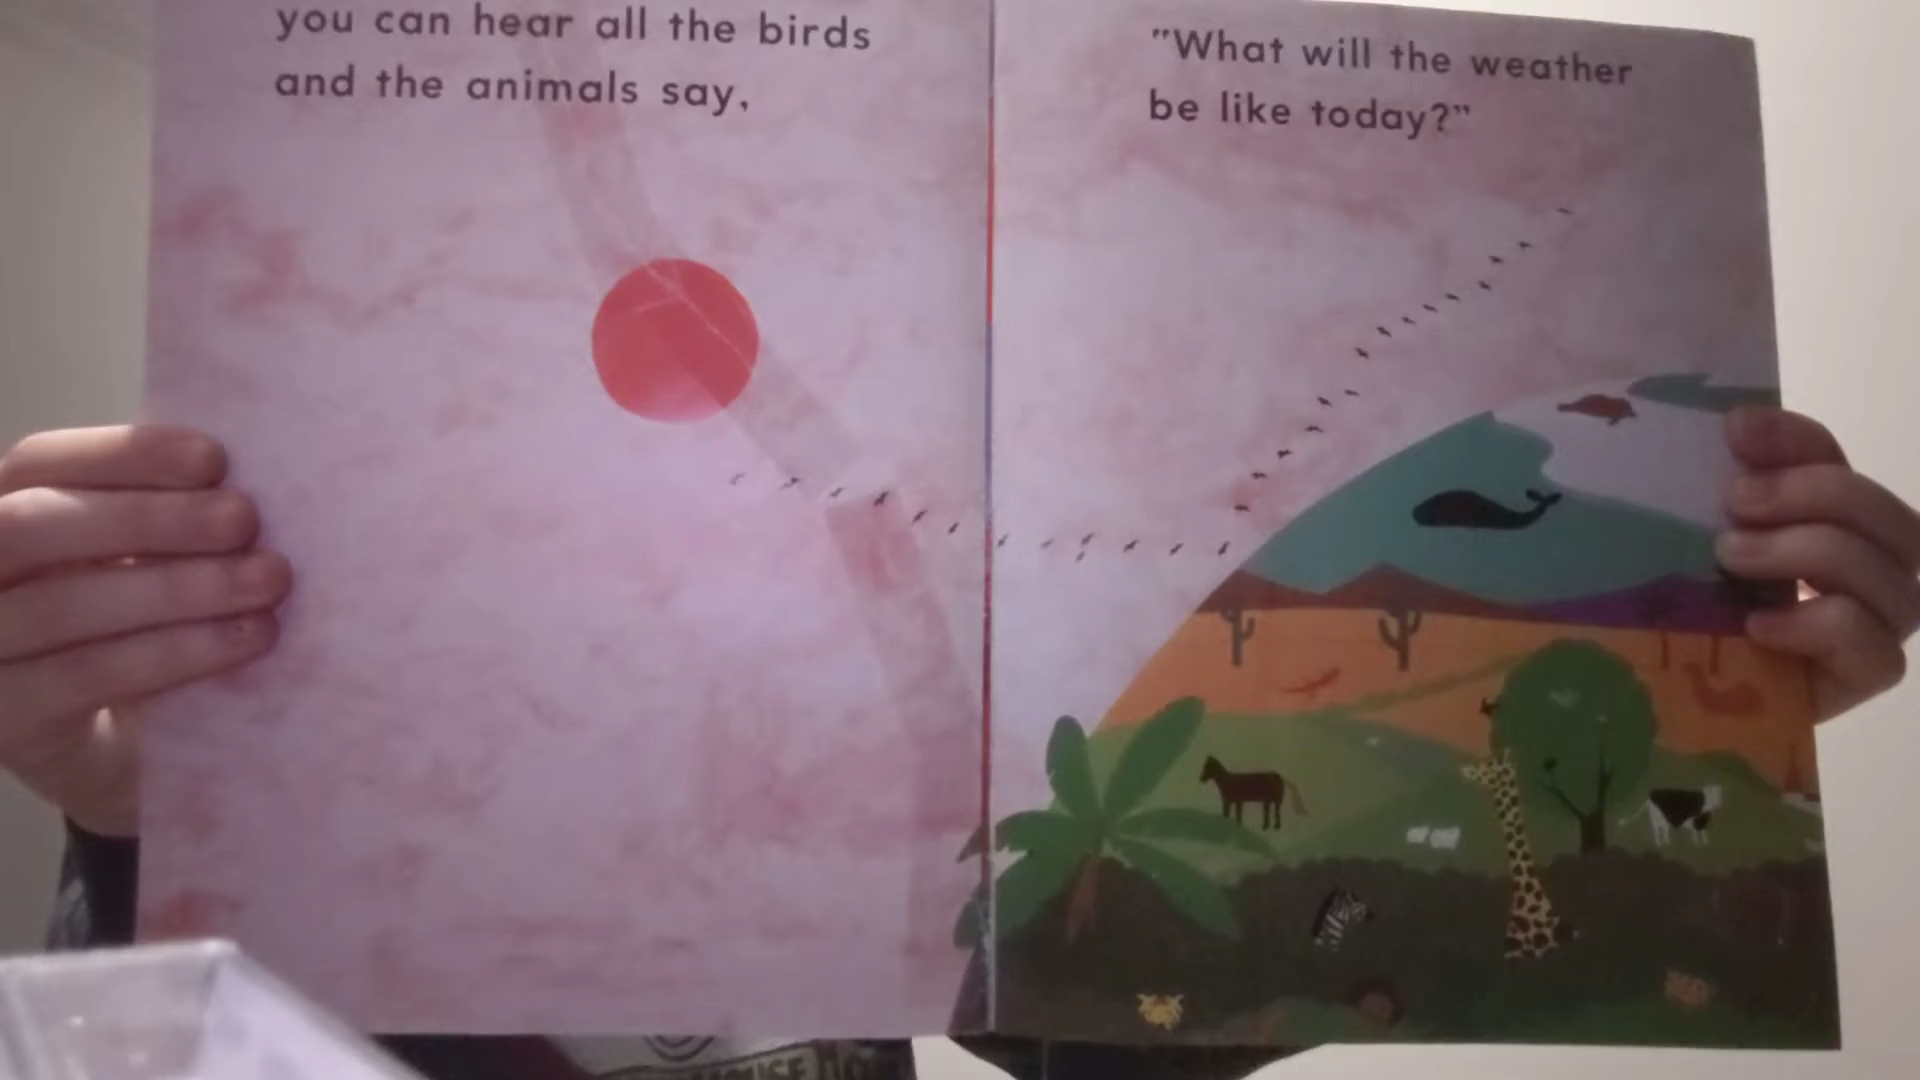 you can hear all the birds
and the animals say,
"What will the weather
be like today?"